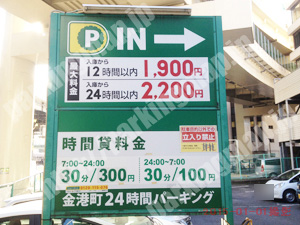 P IN →
最大料金
入庫から
12時間以内 1,900円
入庫から
24時間以内 2,200円
時間貸料金
立入り禁止
7:00~24:00
30分/300円
24:00~7:00
30分/100円
金港町24時間パーキング